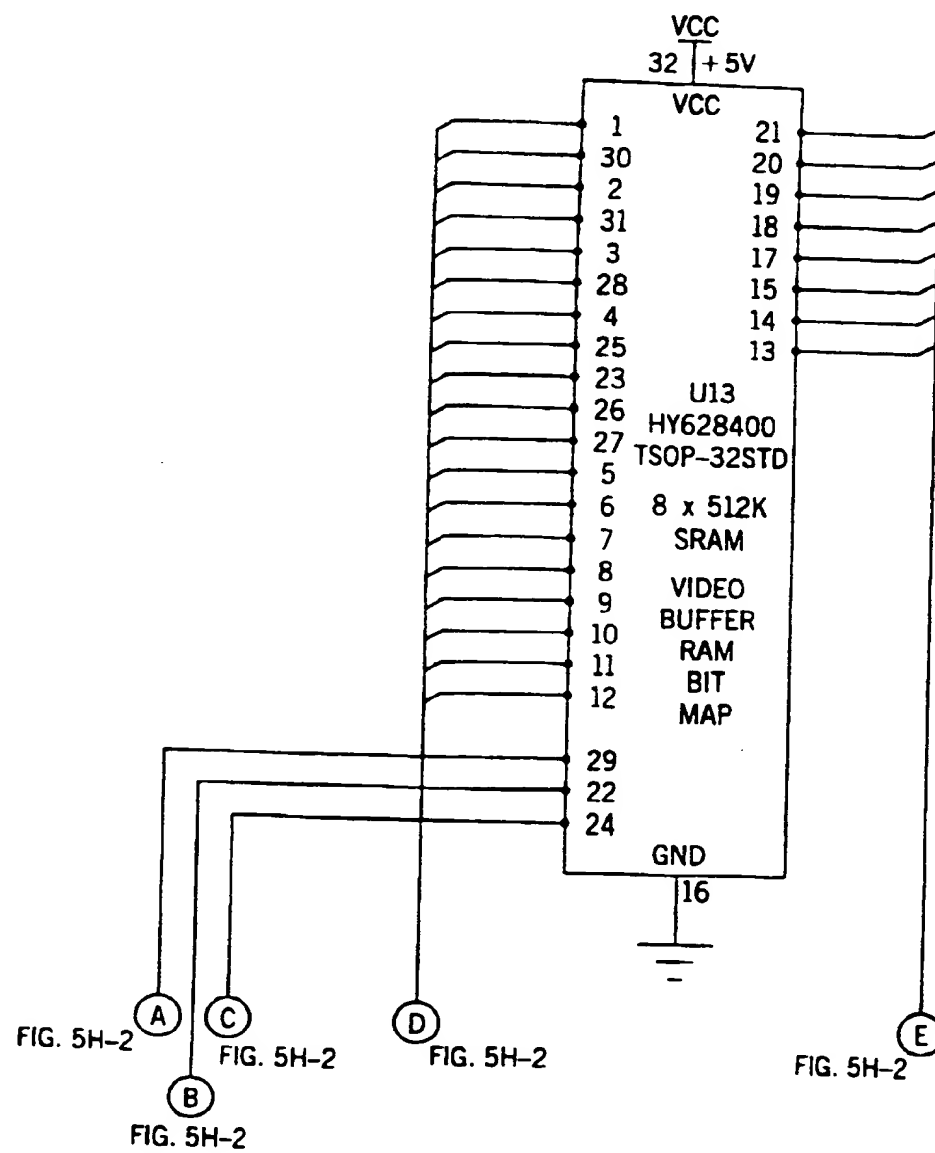 VCC
32 +5V
VCC
1 21
30 20
2 19
31 18
3 17
28 15
4 14
25 13
23
26
27
5
6
7
8
9
10
11
12
29
22
24
U13
HY628400
TSOP-32STD
8 x 512K
SRAM
VIDEO
BUFFER
RAM
BIT
MAP
GND
16
A
FIG. 5H-2
B
FIG. 5H-2
C
FIG. 5H-2
D
FIG. 5H-2
E
FIG. 5H-2